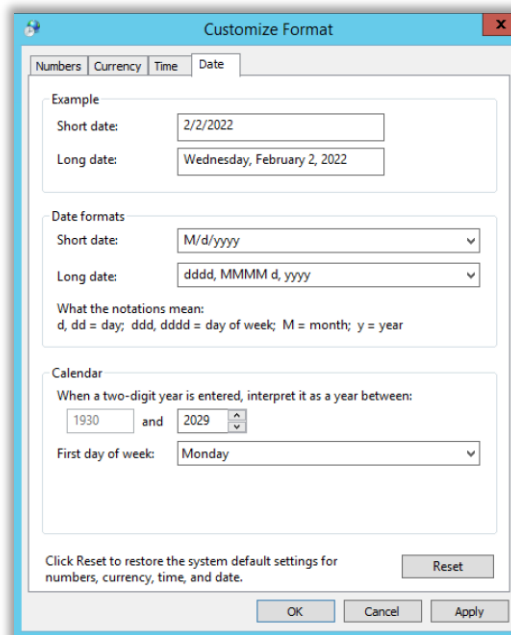 Customize Format
x
Numbers Currency Time Date
Example
Short date: 2/2/2022
Long date: Wednesday, February 2, 2022
Date formats
Short date: M/d/yyyy
Long date: dddd, MMMM d, yyyy
What the notations mean:
d, dd = day; ddd, dddd = day of week; M = month; y = year
Calendar
When a two-digit year is entered, interpret it as a year between:
1930 and 2029
First day of week: Monday
Click Reset to restore the system default settings for
numbers, currency, time, and date.
Reset
OK Cancel Apply